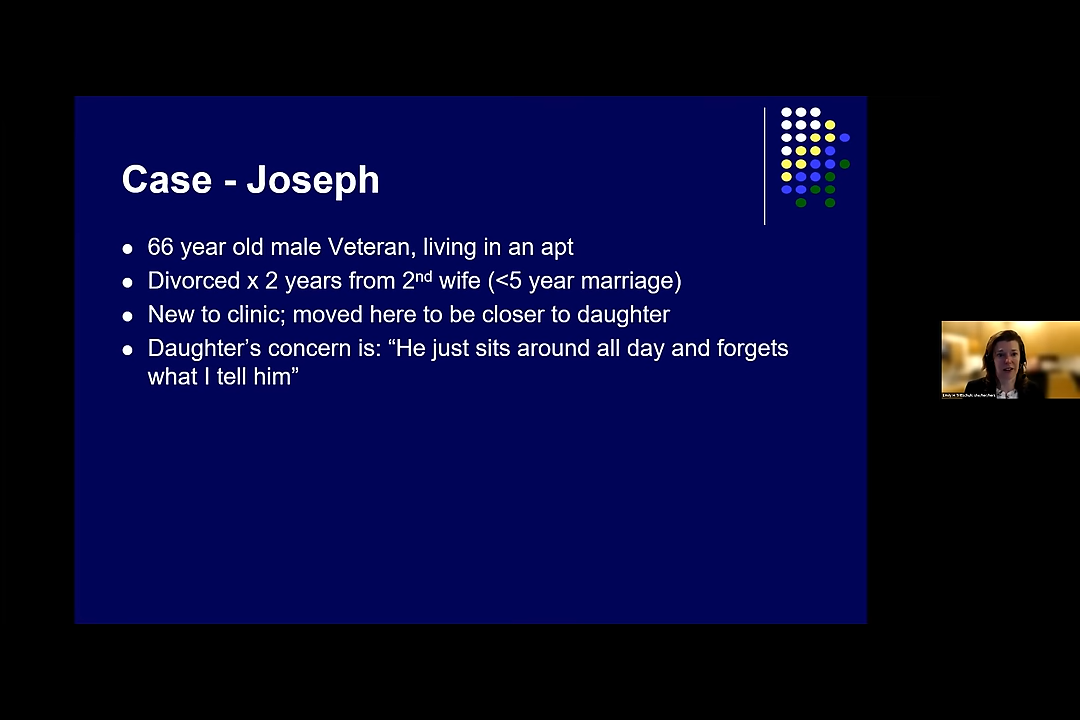 Case - Joseph
● 66 year old male Veteran, living in an apt
● Divorced x 2 years from 2nd wife (<5 year marriage)
● New to clinic; moved here to be closer to daughter
● Daughter’s concern is: “He just sits around all day and forgets
what I tell him”